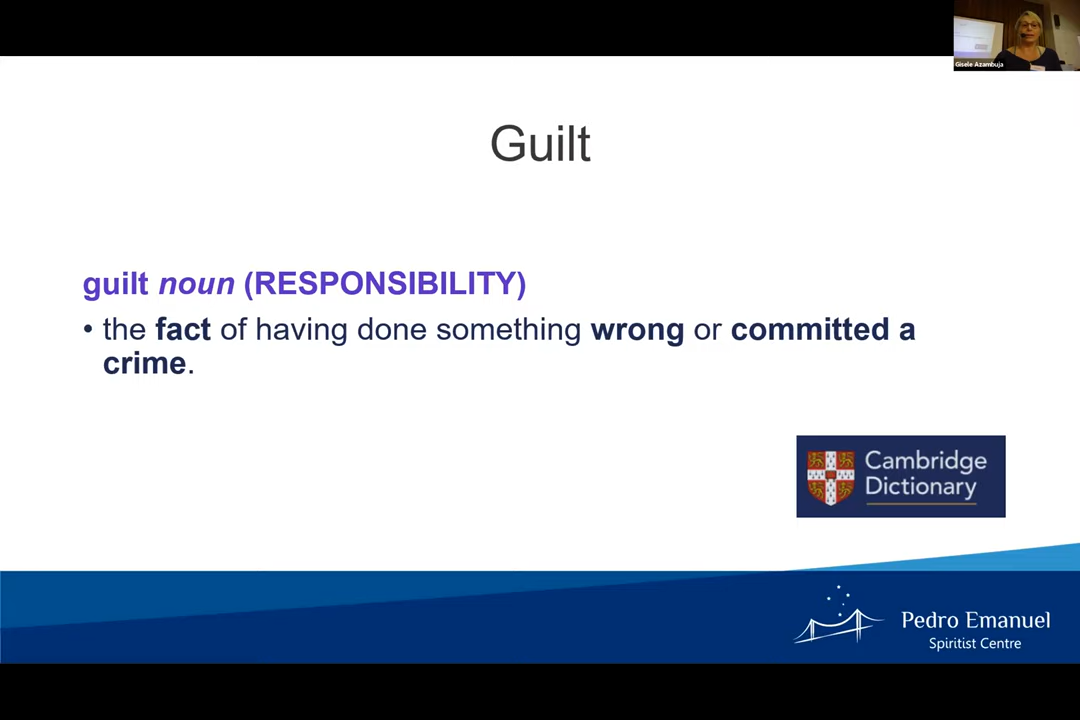 Gisele Azambuja
Guilt
guilt noun (RESPONSIBILITY)
• the fact of having done something wrong or committed a
crime.
Cambridge
Dictionary
Pedro Emanuel
Spiritist Centre